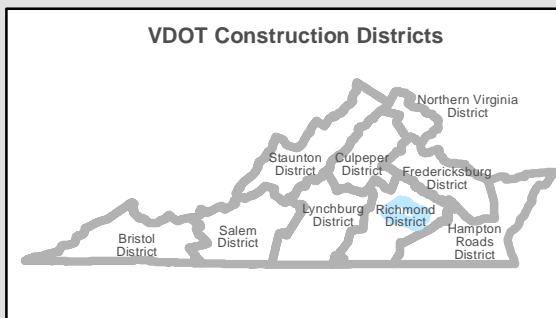 VDOT Construction Districts
Northern Virginia
District
Staunton
District
Culpeper
District
Fredericksburg
District
Lynchburg
District
Richmond
District
Hampton
Roads
District
Salem
District
Bristol
District